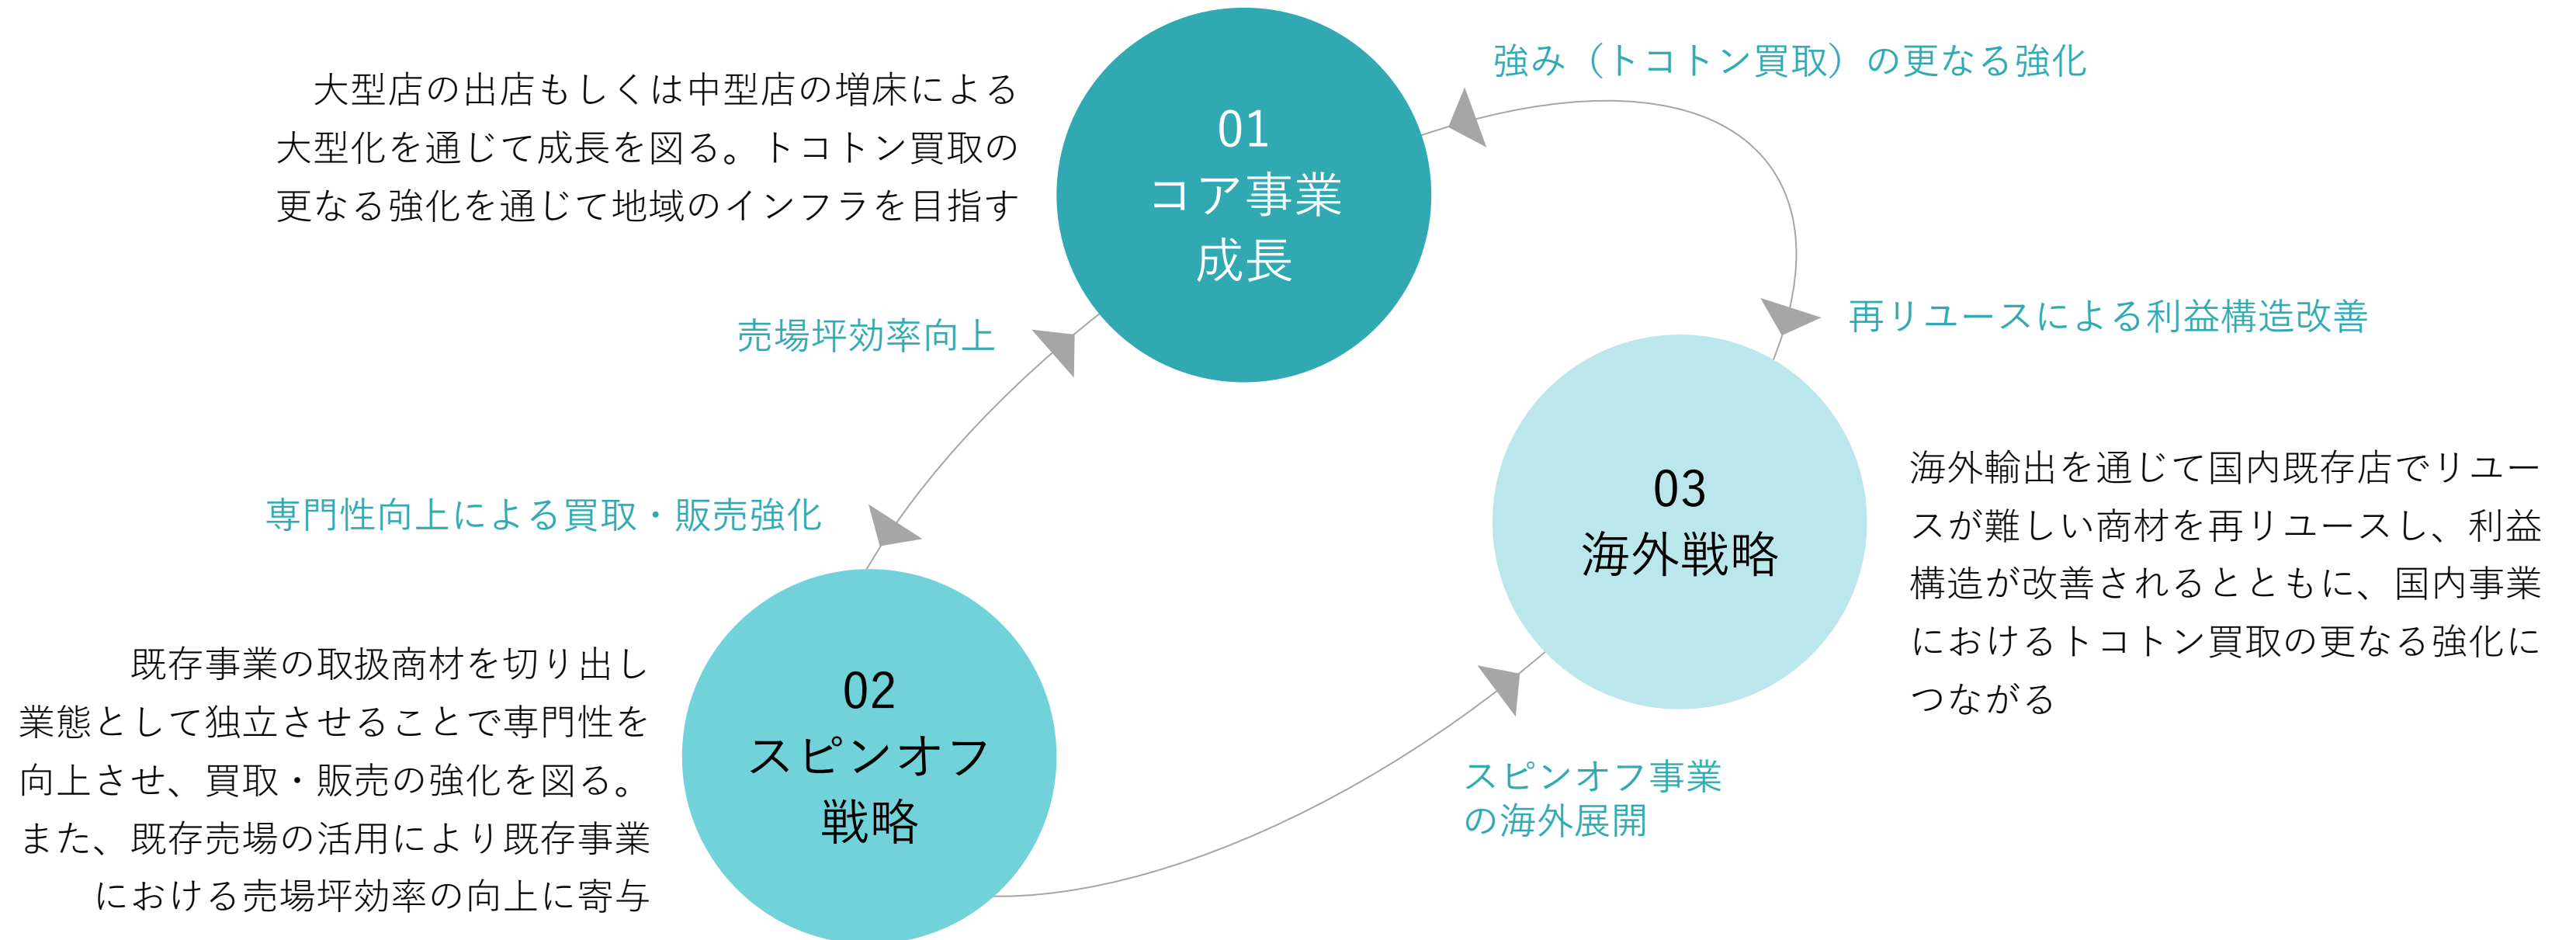 大型店の出店もしくは中型店の増床による
大型化を通じて成長を図る。トコトン買取の
更なる強化を通じて地域のインフラを目指す
01
コア事業
成長
強み（トコトン買取）の更なる強化
売場坪効率向上
再リユースによる利益構造改善
専門性向上による買取・販売強化
03
海外戦略
海外輸出を通じて国内既存店でリユー
スが難しい商材を再リユースし、利益
構造が改善されるとともに、国内事業
におけるトコトン買取の更なる強化に
つながる
02
スピンオフ
戦略
既存事業の取扱商材を切り出し
業態として独立させることで専門性を
向上させ、買取・販売の強化を図る。
また、既存売場の活用により既存事業
における売場坪効率の向上に寄与
スピンオフ事業
の海外展開